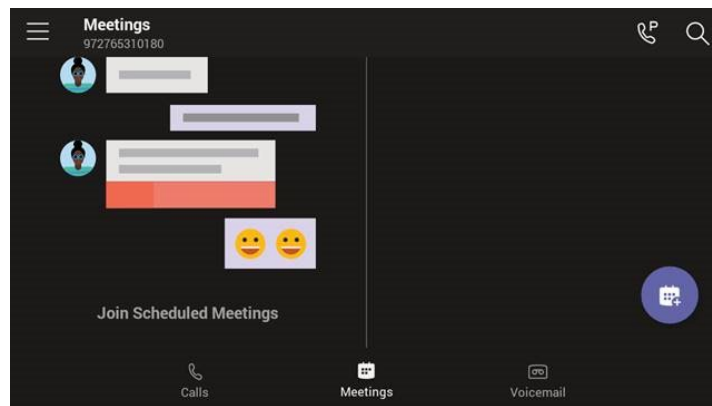 Meetings
972765310180
P
Join Scheduled Meetings
Calls
Meetings
Voicemail